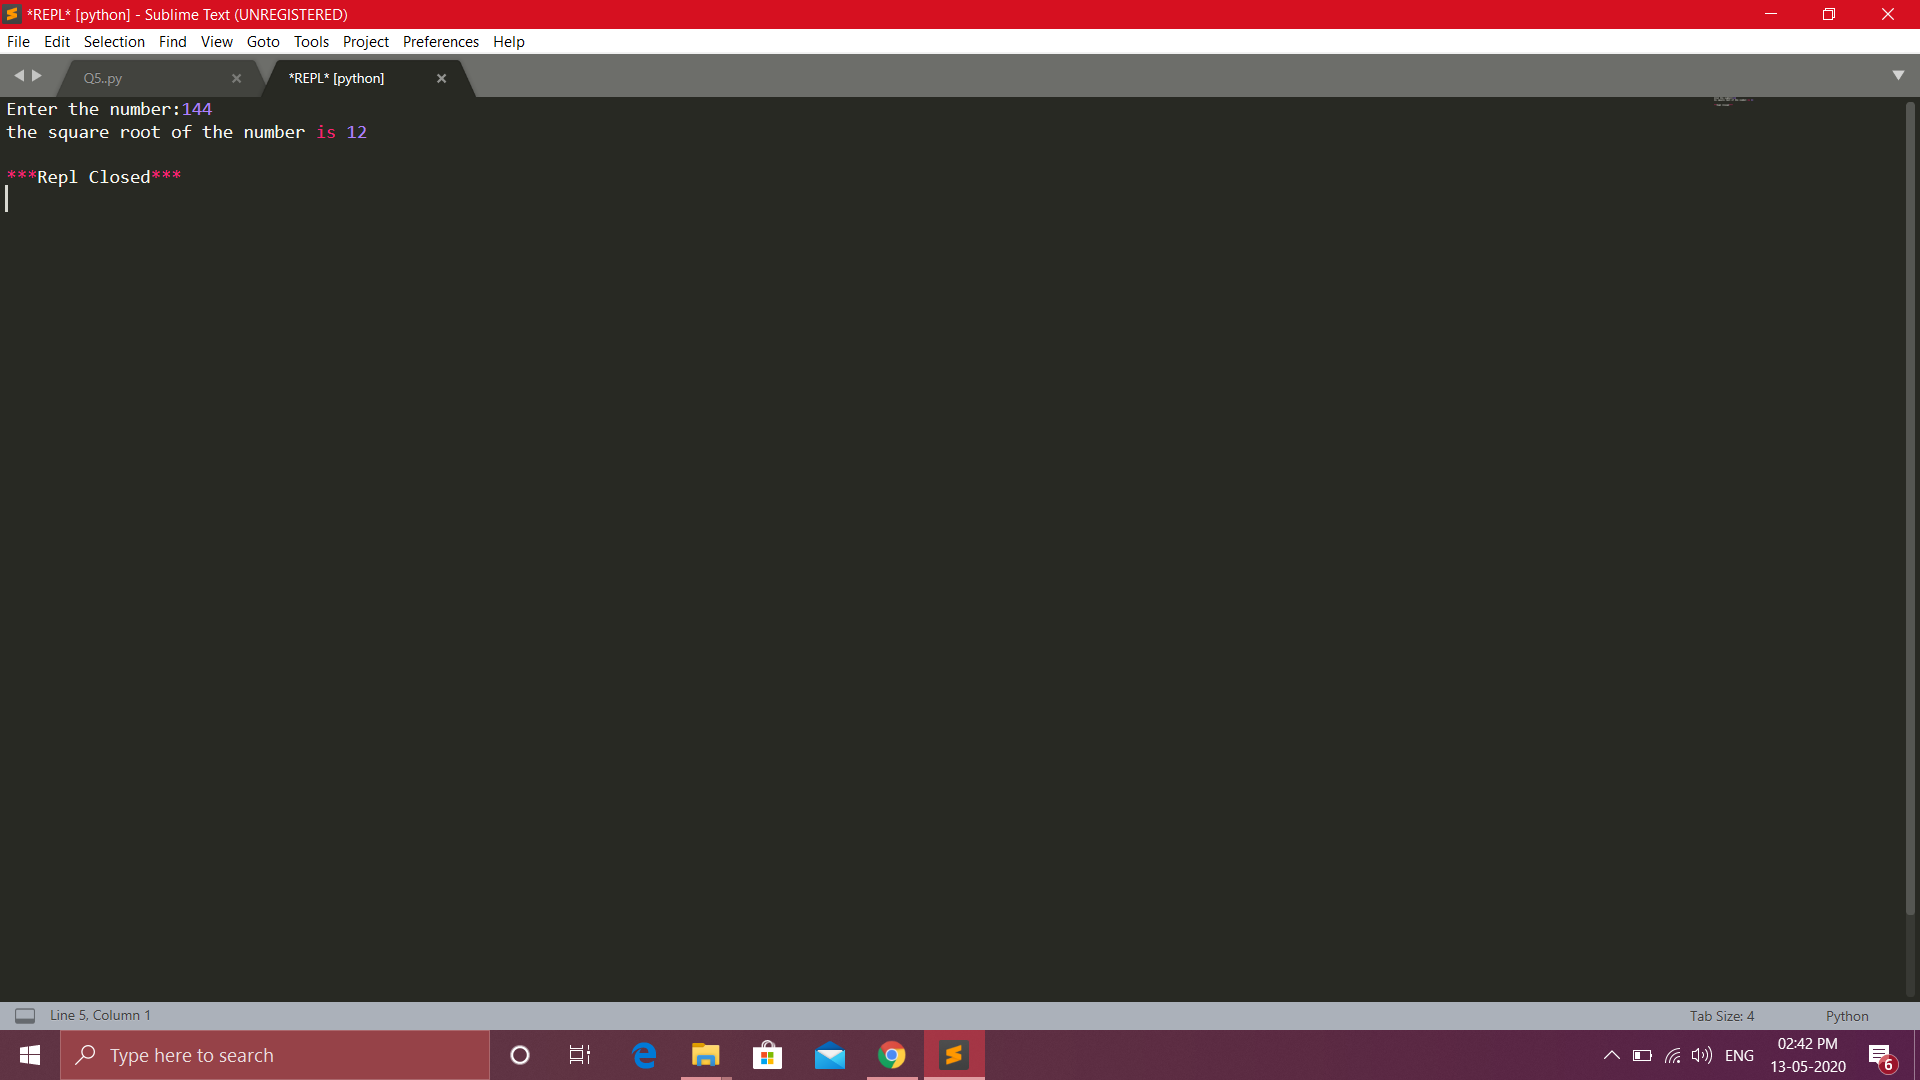 *REPL* [python] - Sublime Text (UNREGISTERED)
File Edit Selection Find View Goto Tools Project Preferences Help
Q5..py
*REPL* [python]
Enter the number:144
the square root of the number is 12
***Repl Closed***
Line 5, Column 1
Tab Size: 4
Python
Type here to search
ENG
02:42 PM
13-05-2020
6